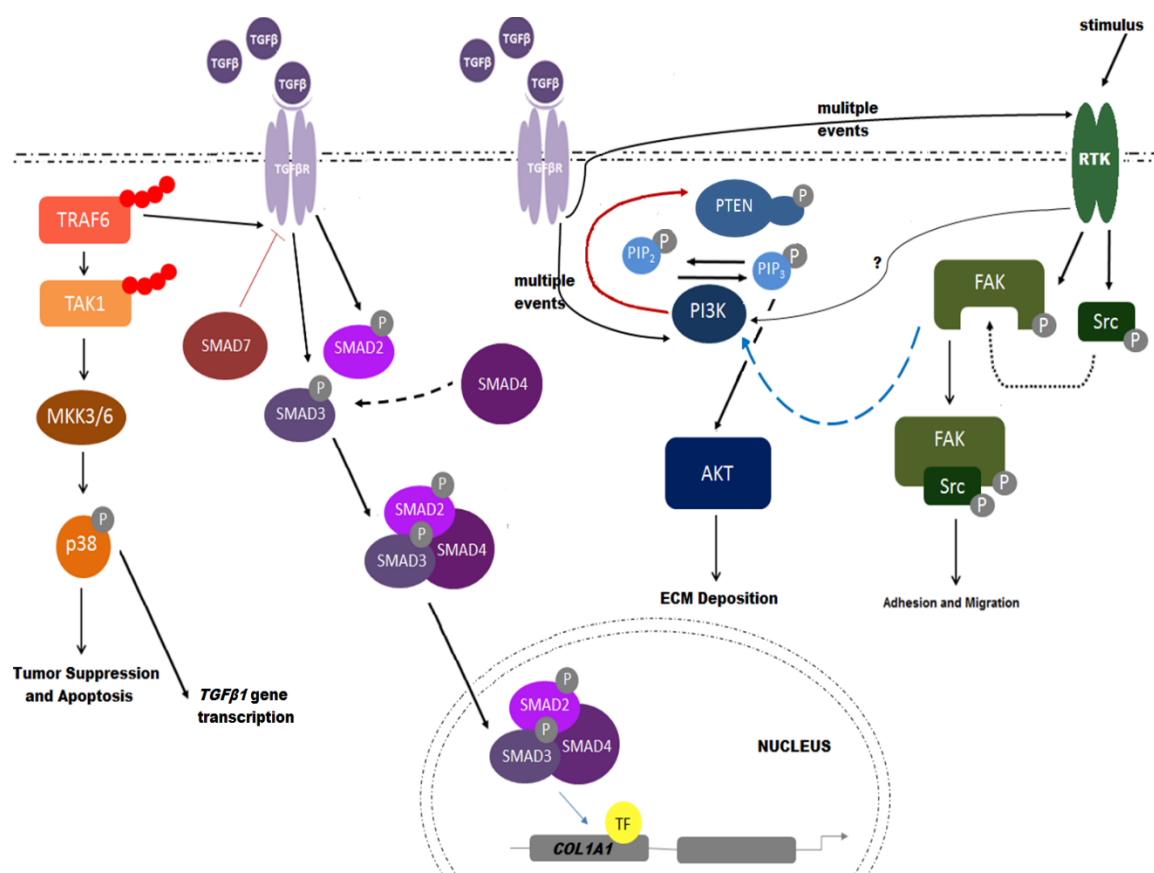 TGFβ
TGFβ
TGFβ
TGFβR
TGFβ
TGFβ
TGFβ
TGFβR
mulitple
events
stimulus
RTK
TRAF6
TAK1
MKK3/6
P
p38
Tumor Suppression
and Apoptosis
TGFβ1 gene
transcription
SMAD7
P
SMAD2
P
SMAD3
SMAD4
P
SMAD2
P
SMAD3
SMAD4
multiple
events
P
PTEN
P
PIP2
P
PIP3
PI3K
?
AKT
ECM Deposition
FAK
P
Src
P
FAK
Src
P
P
Adhesion and Migration
NUCLEUS
P
SMAD2
P
SMAD3
SMAD4
TF
COL1A1